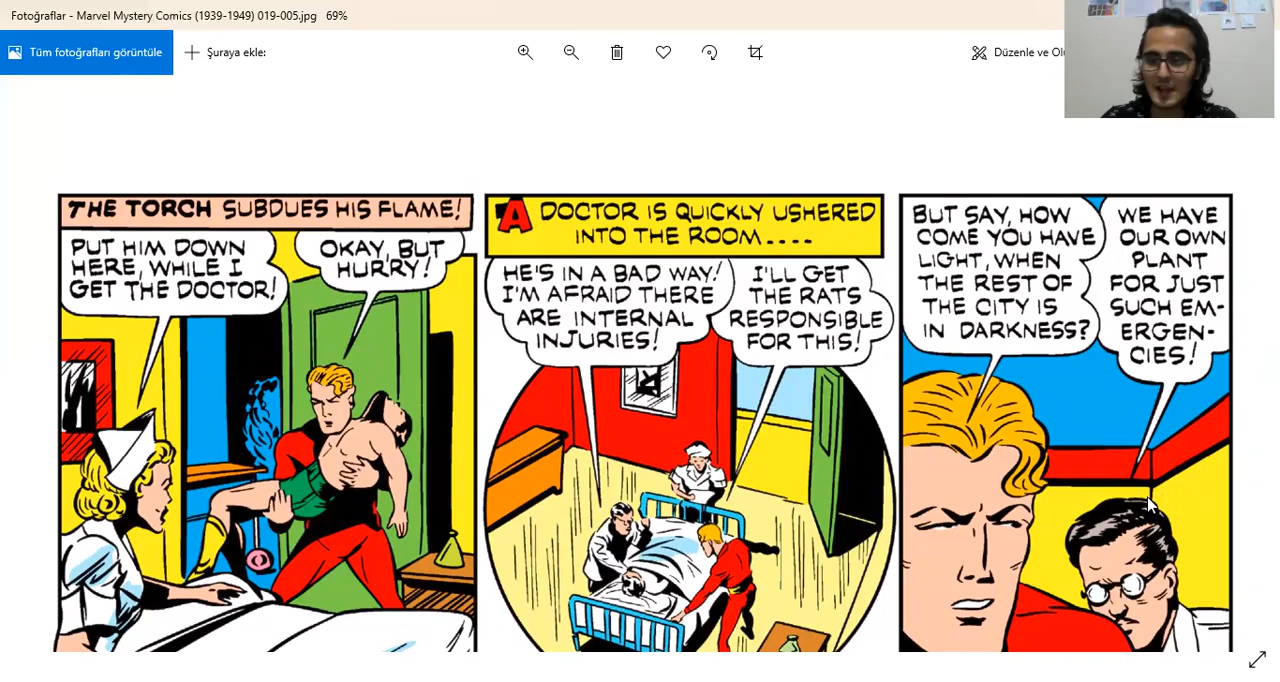 Fotoğraflar - Marvel Mystery Comics (1939-1949) 019-005.jpg   69%
Tüm fotoğrafları görüntüle
Şuraya ekle:
Düzenle ve
THE TORCH SUBDUES HIS FLAME!
PUT HIM DOWN
HERE, WHILE I
GET THE DOCTOR!
OKAY, BUT
HURRY!
A DOCTOR IS QUICKLY USHERED
INTO THE ROOM....
HE'S IN A BAD WAY!
I'M AFRAID THERE
ARE INTERNAL
INJURIES!
I'LL GET
THE RATS
RESPONSIBLE
FOR THIS!
BUT SAY, HOW
COME YOU HAVE
LIGHT, WHEN
THE REST OF
THE CITY IS
IN DARKNESS?
WE HAVE
OUR OWN
PLANT
FOR JUST
SUCH EM-
ERGEN-
CIES!